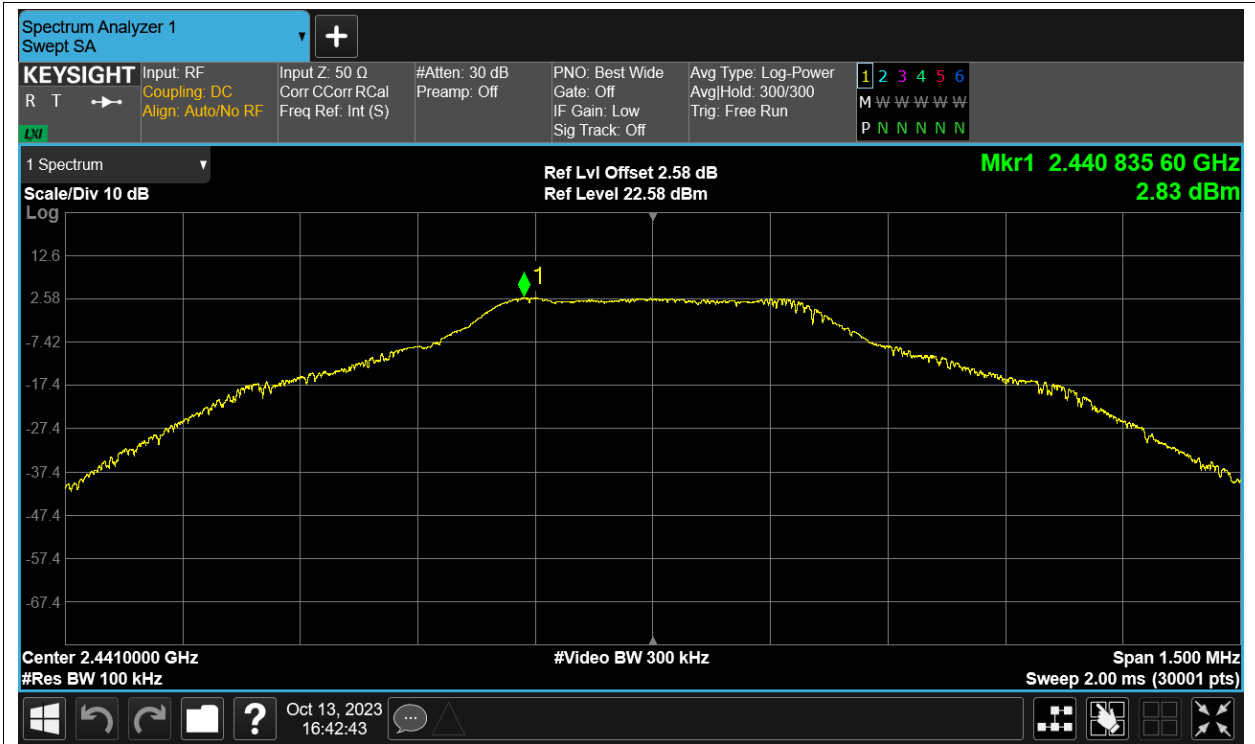 Spectrum Analyzer 1
Swept SA
KEYSIGHT
R T
LXI
Input: RF
Coupling: DC
Align: Auto/No RF
Input Z: 50 Ω
Corr CCorr RCal
Freq Ref: Int (S)
#Atten: 30 dB
Preamp: Off
PNO: Best Wide
Gate: Off
IF Gain: Low
Sig Track: Off
Avg Type: Log-Power
Avg|Hold: 300/300
Trig: Free Run
1 2 3 4 5 6
M W W W W W
P N N N N N
1 Spectrum
Scale/Div 10 dB
Log
Ref Lvl Offset 2.58 dB
Ref Level 22.58 dBm
Mkr1 2.440 835 60 GHz
2.83 dBm
12.6
1
2.58
-7.42
-17.4
-27.4
-37.4
-47.4
-57.4
-67.4
Center 2.4410000 GHz
#Res BW 100 kHz
#Video BW 300 kHz
Span 1.500 MHz
Sweep 2.00 ms (30001 pts)
?
Oct 13, 2023
16:42:43